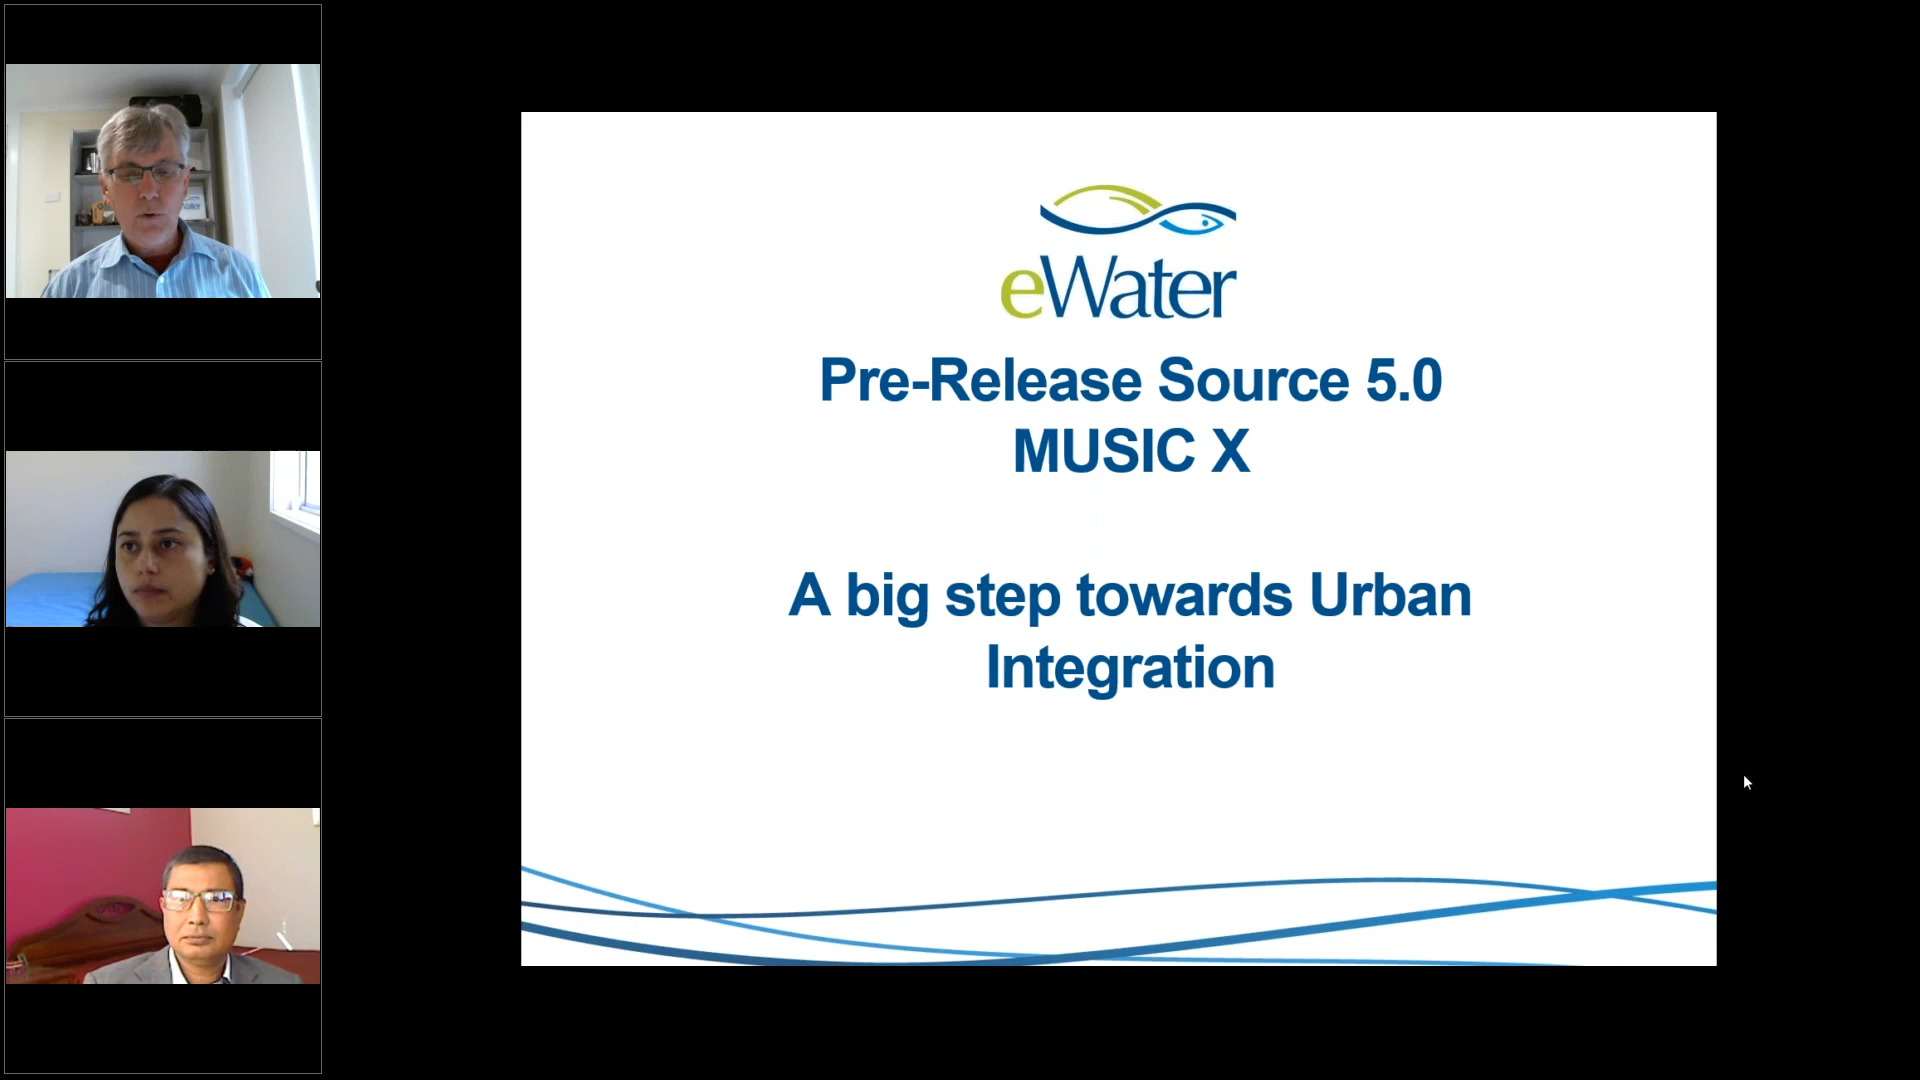 eWater
Pre-Release Source 5.0
MUSIC X
A big step towards Urban
Integration